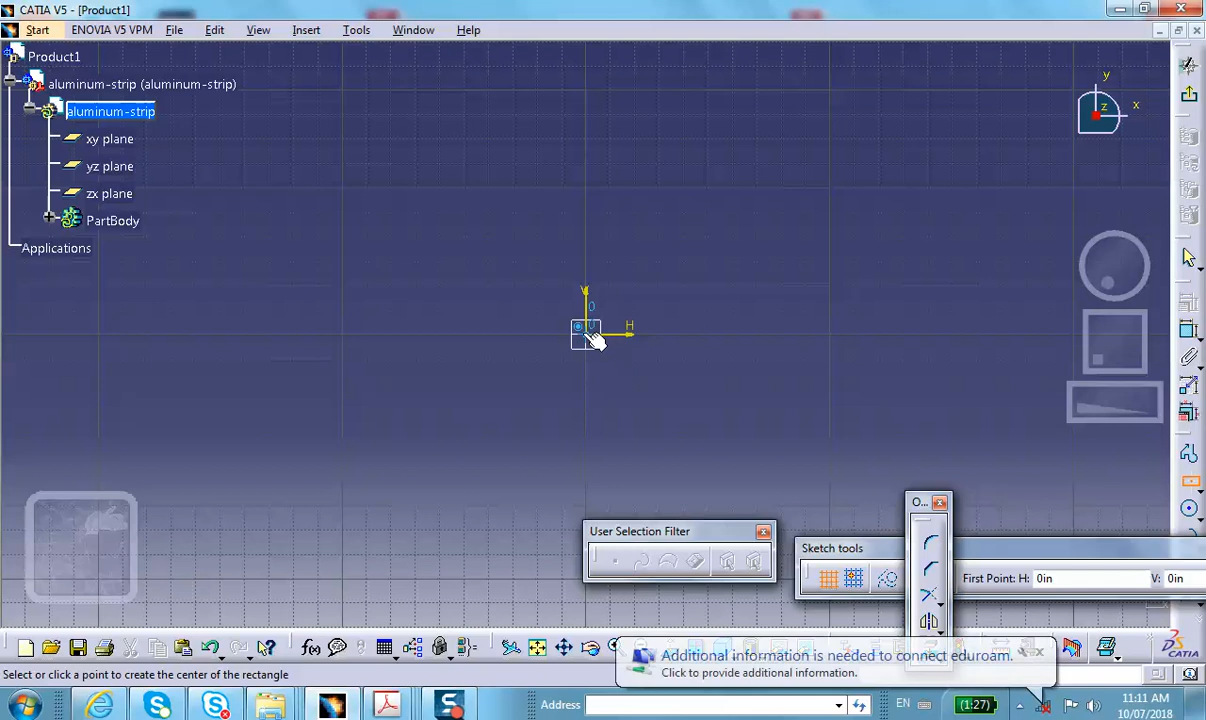 CATIA V5 - [Product1]
Start ENOVIA V5 VPM File Edit View Insert Tools Window Help
Product1
aluminum-strip (aluminum-strip)
aluminum-strip
xy plane
yz plane
zx plane
PartBody
Applications
y
z
x
V
0
0
H
User Selection Filter
O...
Sketch tools
First Point: H: 0in V: 0in
f(x)
CATIA
Additional information is needed to connect eduroam.
Click to provide additional information.
Select or click a point to create the center of the rectangle
Address
EN
(1:27)
11:11 AM
10/07/2018